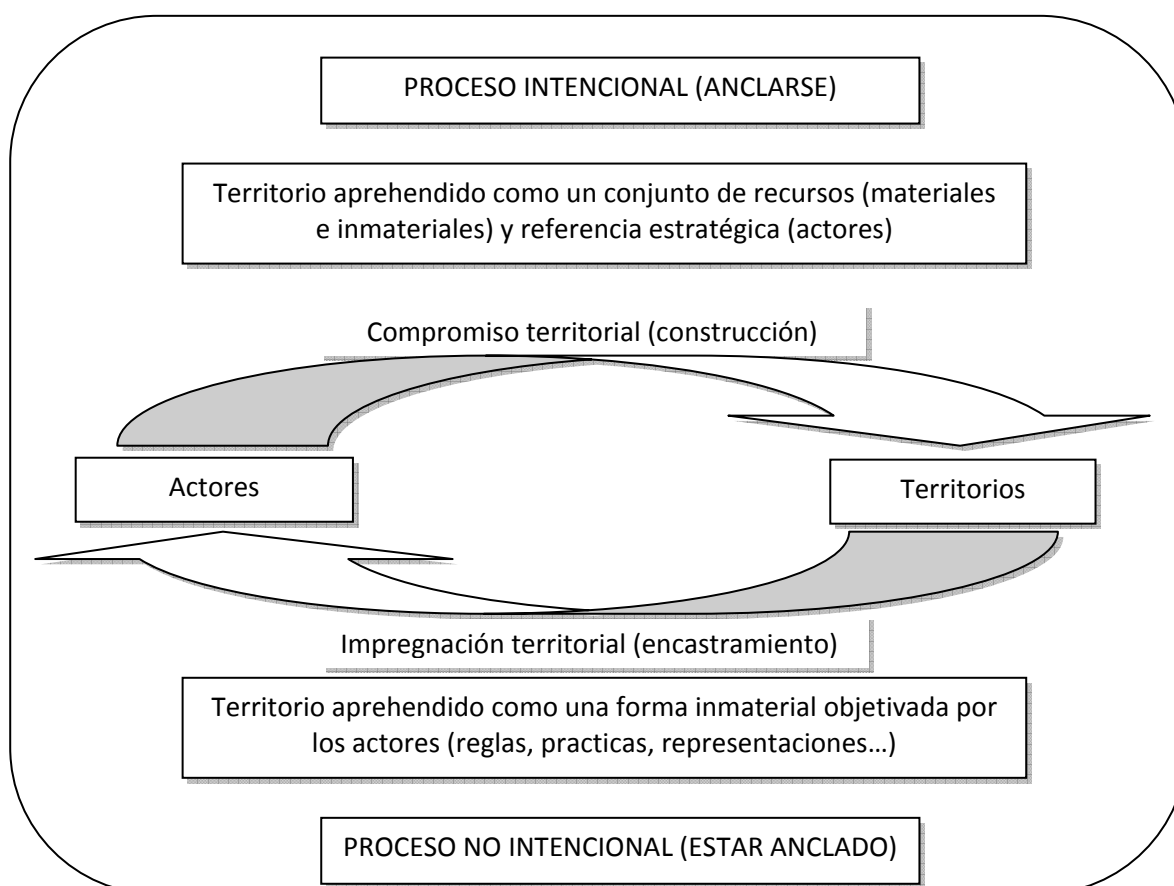 PROCESO INTENCIONAL (ANCLARSE)
Territorio aprehendido como un conjunto de recursos (materiales
e inmateriales) y referencia estratégica (actores)
Compromiso territorial (construcción)
Actores
Territorios
Impregnación territorial (encastramiento)
Territorio aprehendido como una forma inmaterial objetivada por
los actores (reglas, practicas, representaciones…)
PROCESO NO INTENCIONAL (ESTAR ANCLADO)